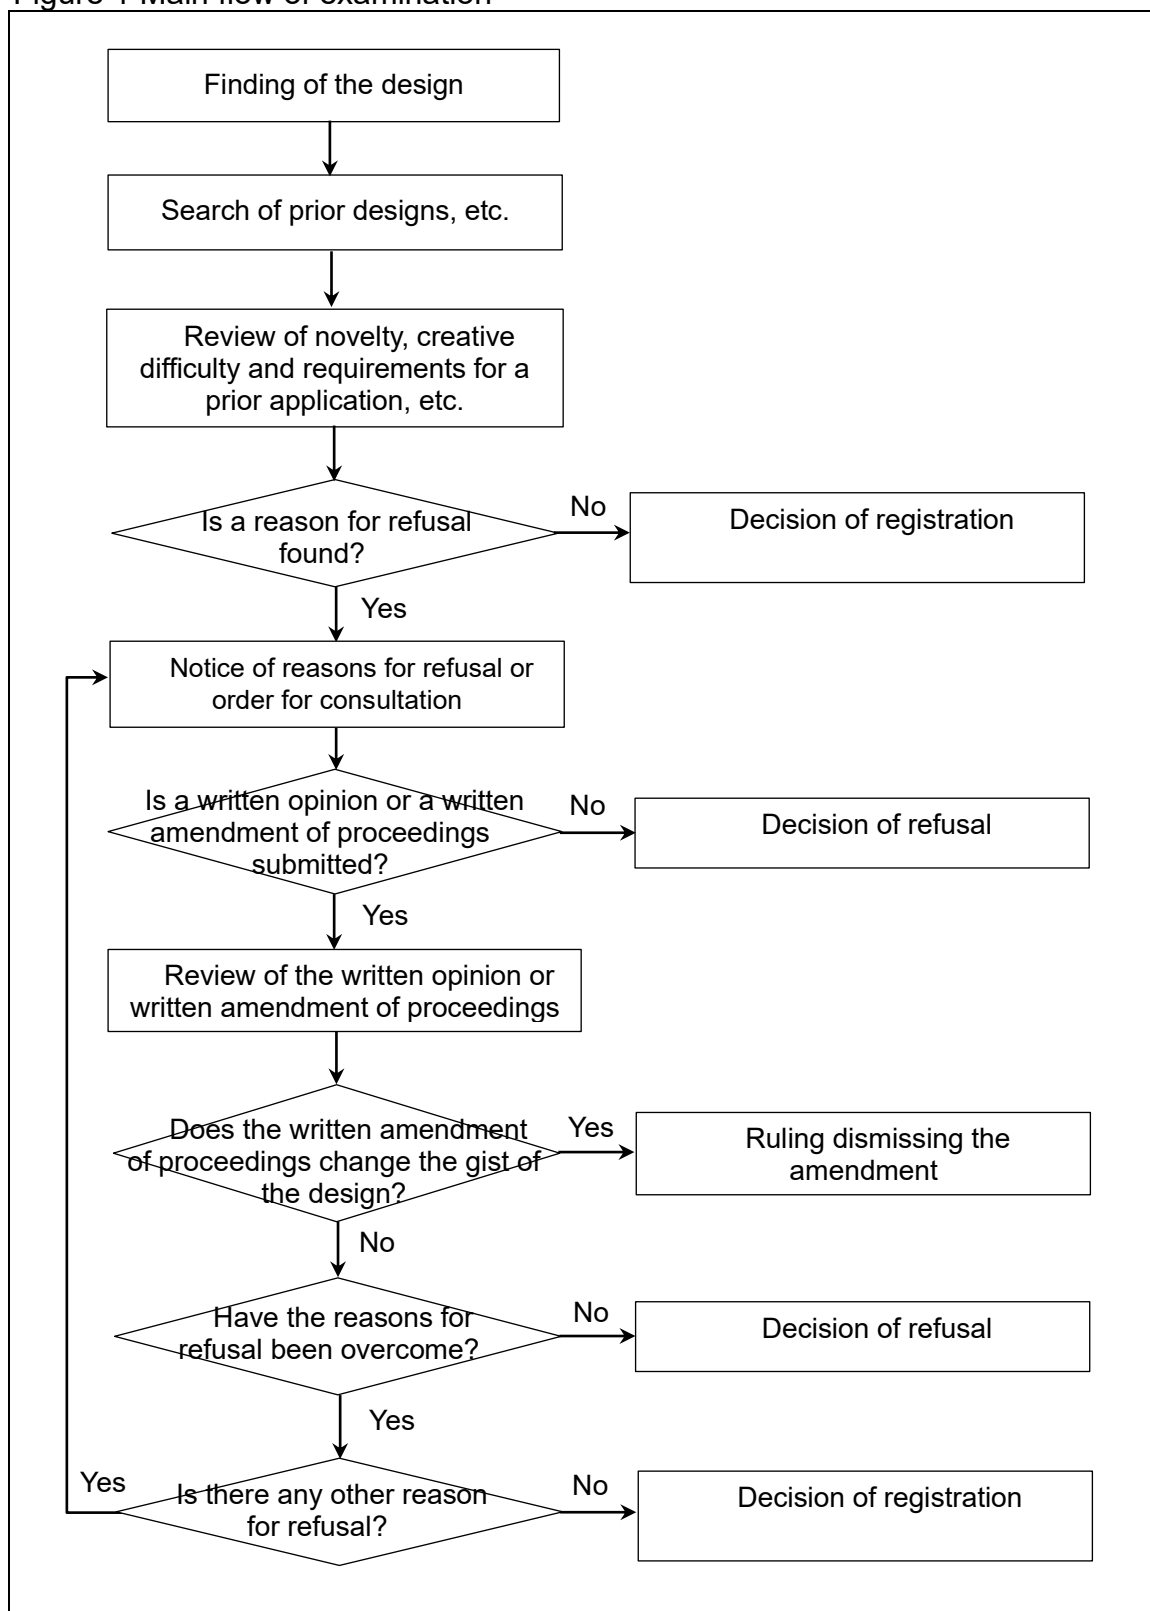 Figure 1 Main flow of examination
Finding of the design
Search of prior designs, etc.
Review of novelty, creative
difficulty and requirements for a
prior application, etc.
Is a reason for refusal
found?
No
Decision of registration
Yes
Notice of reasons for refusal or
order for consultation
Is a written opinion or a written
amendment of proceedings
submitted?
No
Decision of refusal
Yes
Review of the written opinion or
written amendment of proceedings
Does the written amendment
of proceedings change the gist of
the design?
Yes
Ruling dismissing the
amendment
No
Have the reasons for
refusal been overcome?
No
Decision of refusal
Yes
Is there any other reason
for refusal?
Yes
No
Decision of registration